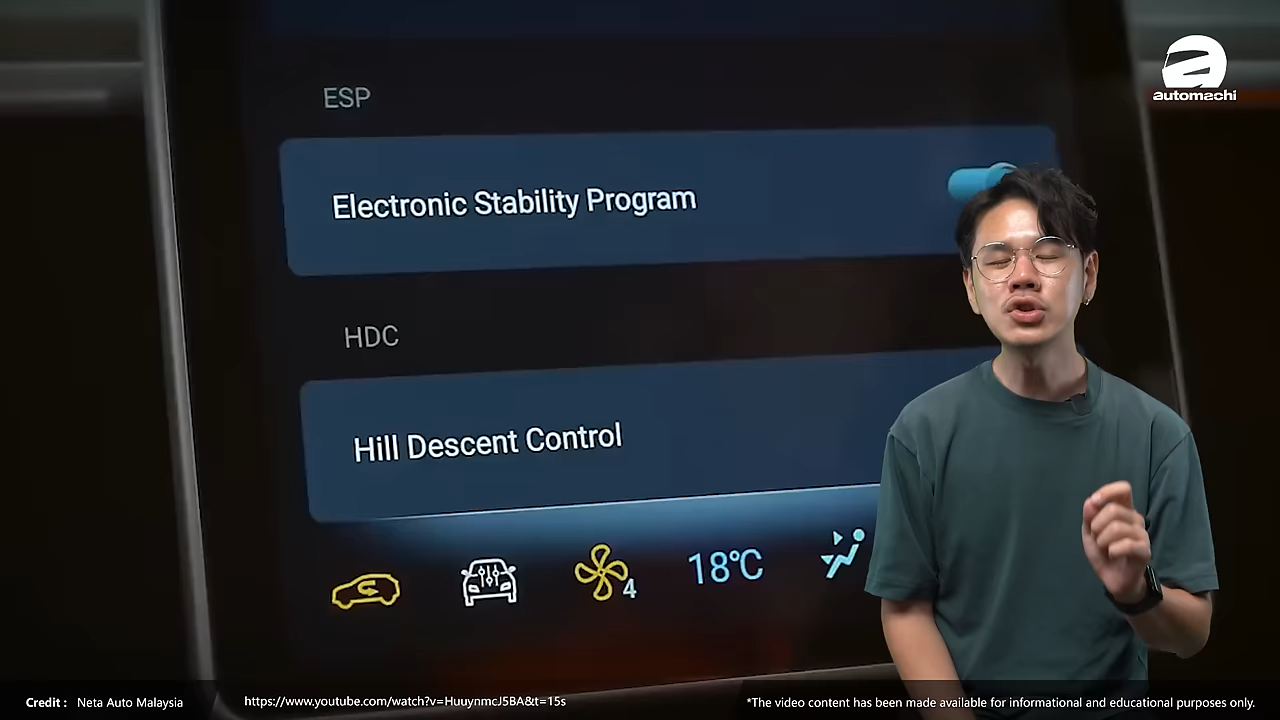 automachi
ESP
Electronic Stability Program
HDC
Hill Descent Control
4
18°C
Credit : Neta Auto Malaysia
https://www.youtube.com/watch?v=HuuynmcJ5BA&t=15s
*The video content has been made available for informational and educational purposes only.